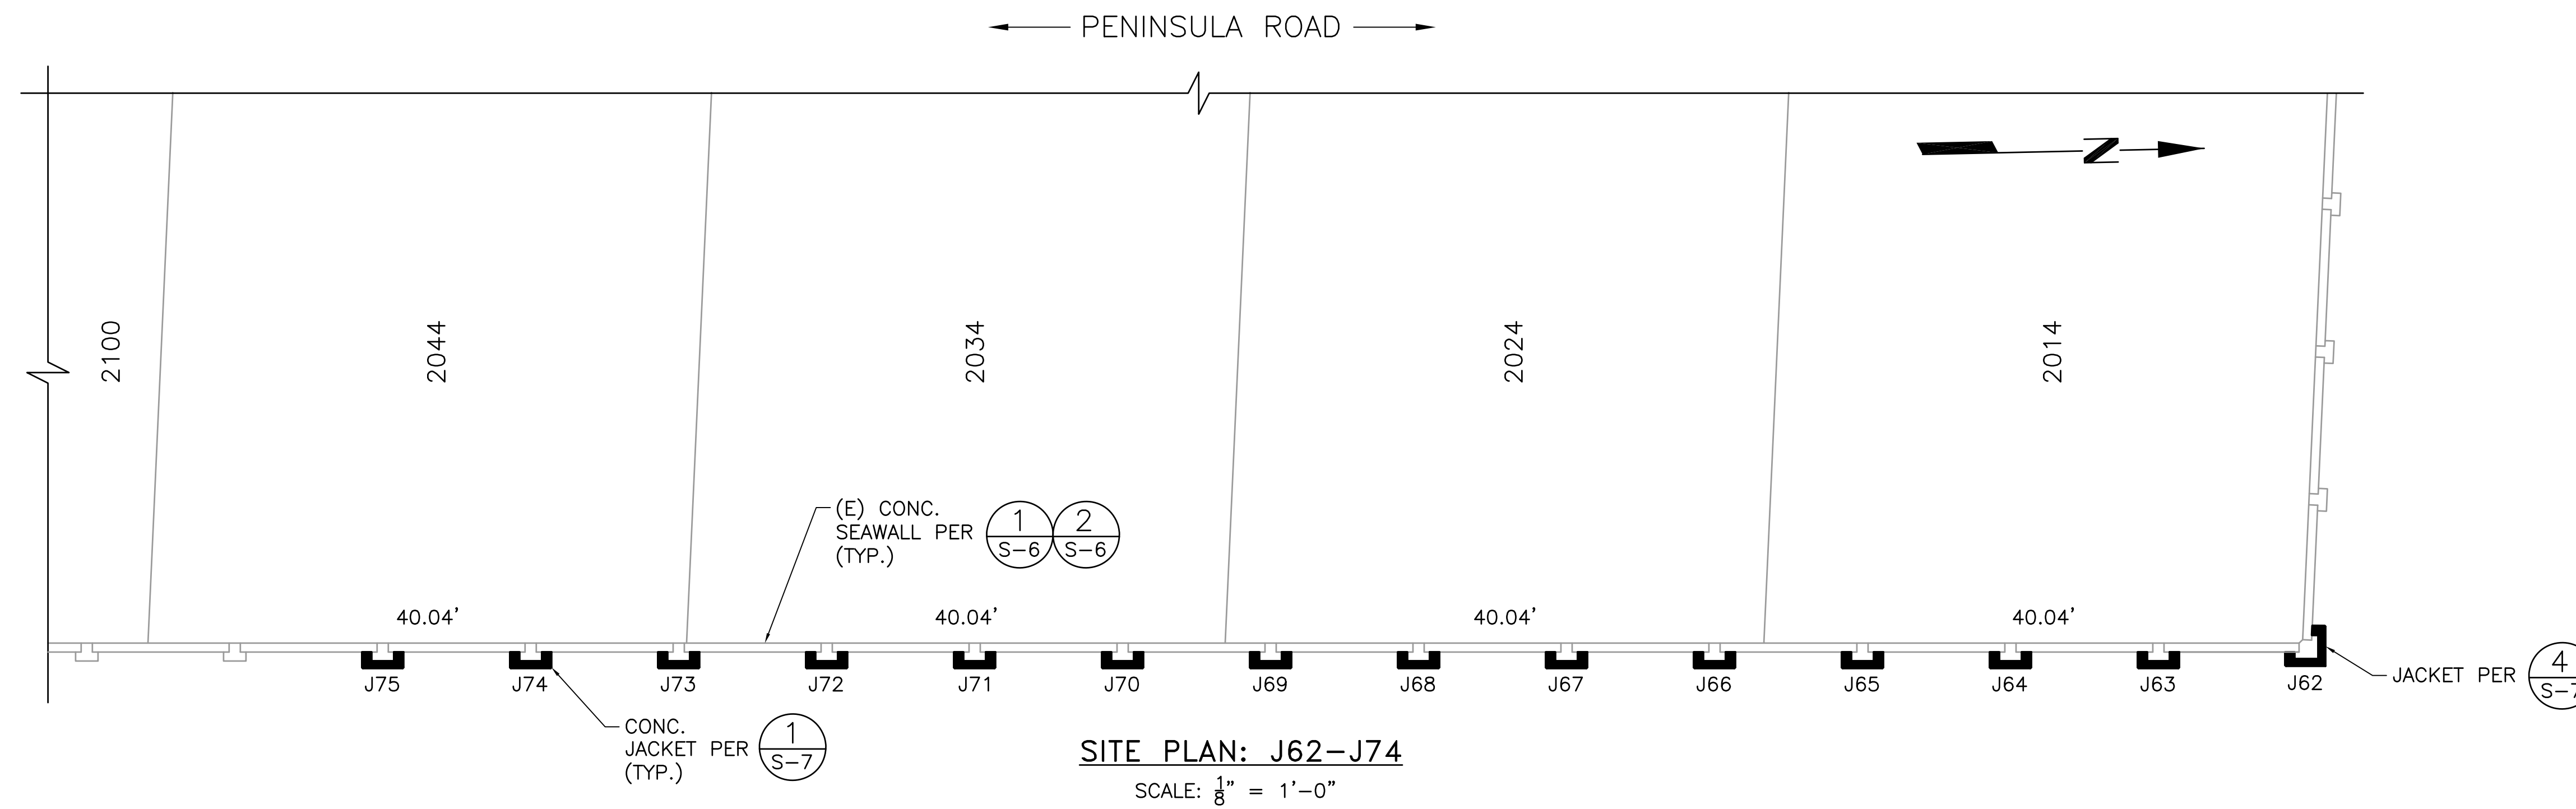 PENINSULA ROAD
N
2100
2044
2034
2024
2014
(E) CONC.
SEAWALL PER
(TYP.)
1
S-6
2
S-6
40.04'
40.04'
40.04'
40.04'
J75
J74
J73
J72
J71
J70
J69
J68
J67
J66
J65
J64
J63
J62
JACKET PER
4
S-7
CONC.
JACKET PER
(TYP.)
1
S-7
SITE PLAN: J62-J74
SCALE: 1/8" = 1'-0"